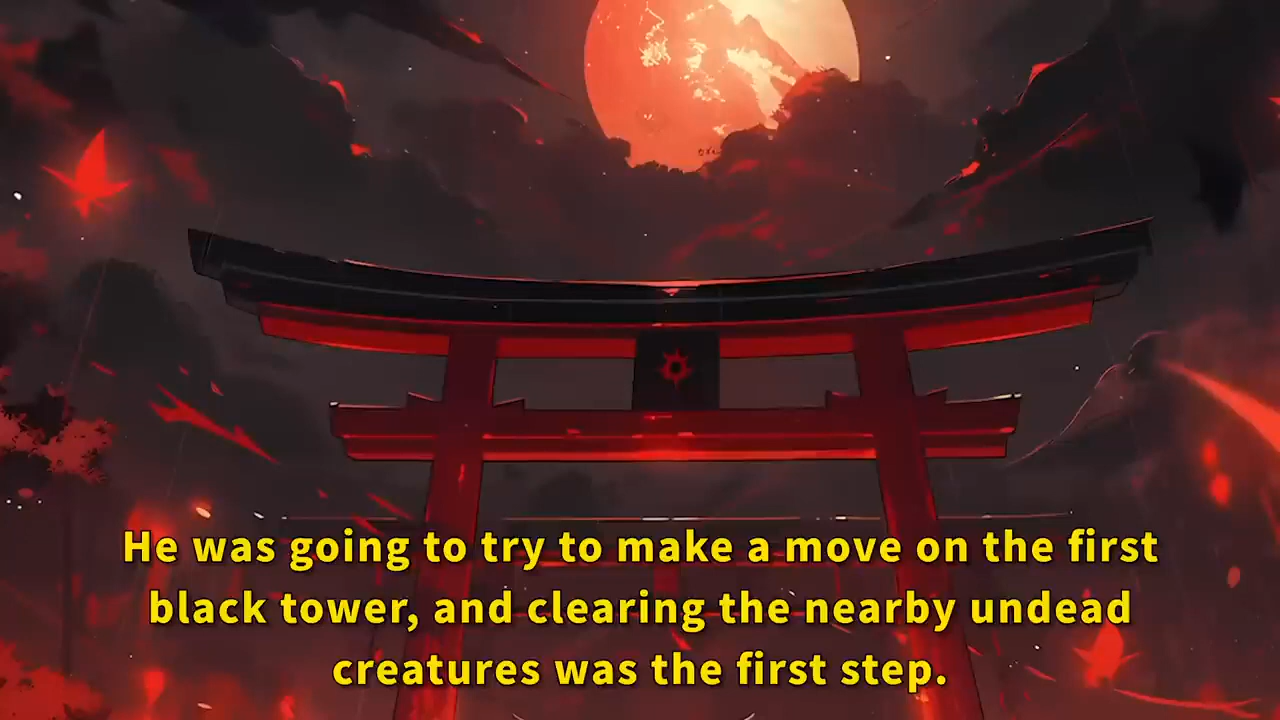 He was going to try to make a move on the first
black tower, and clearing the nearby undead
creatures was the first step.